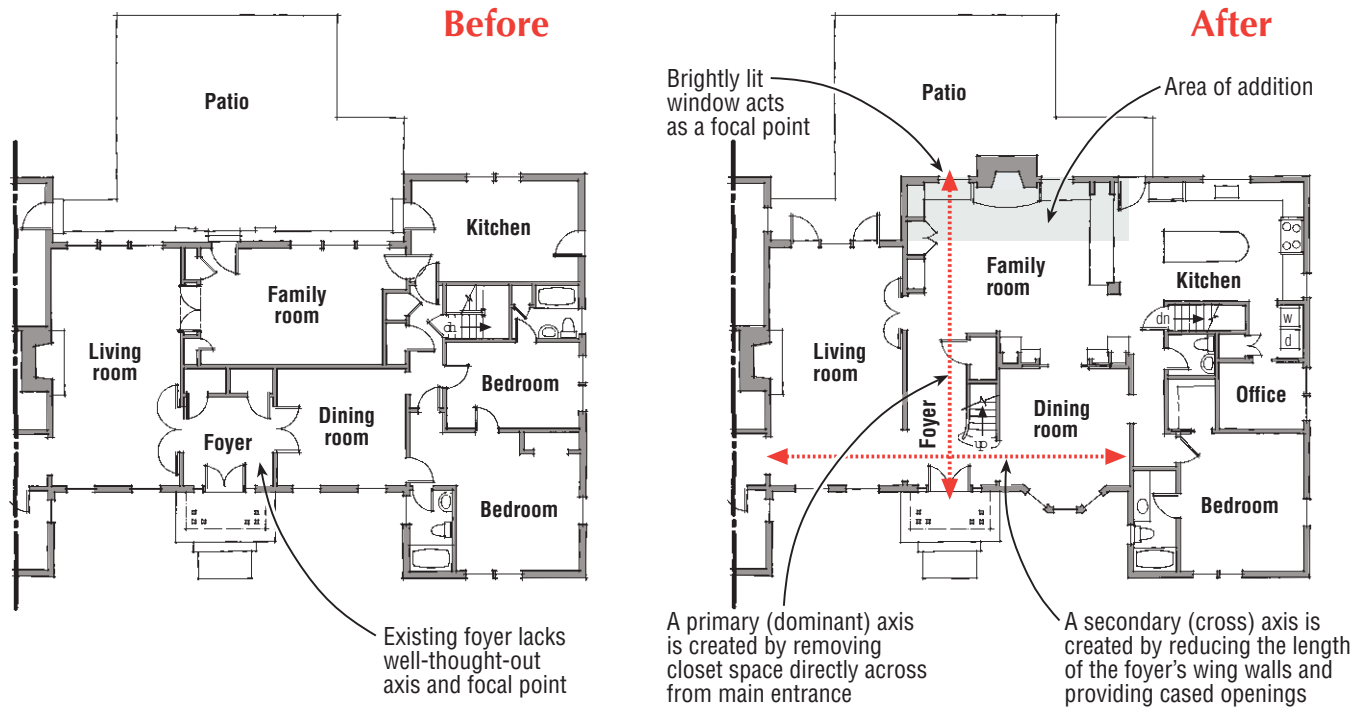 Before
Patio
Kitchen
Family
room
dn
Living
room
Bedroom
Foyer
Dining
room
Bedroom
Existing foyer lacks
well-thought-out
axis and focal point
After
Brightly lit
window acts
as a focal point
Patio
Area of addition
Family
room
Kitchen
dn
W
d
Living
room
Office
Foyer
Dining
room
up
Bedroom
A primary (dominant) axis
is created by removing
closet space directly across
from main entrance
A secondary (cross) axis is
created by reducing the length
of the foyer’s wing walls and
providing cased openings